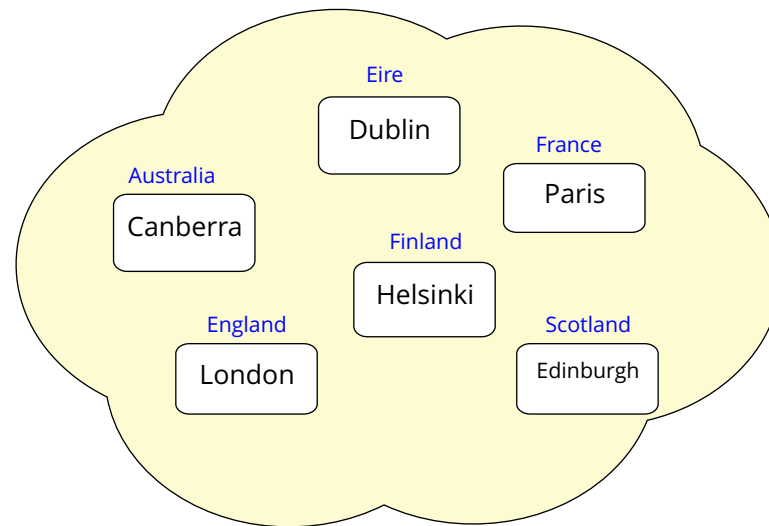 Eire
Dublin
France
Paris
Australia
Canberra
Finland
Helsinki
England
London
Scotland
Edinburgh